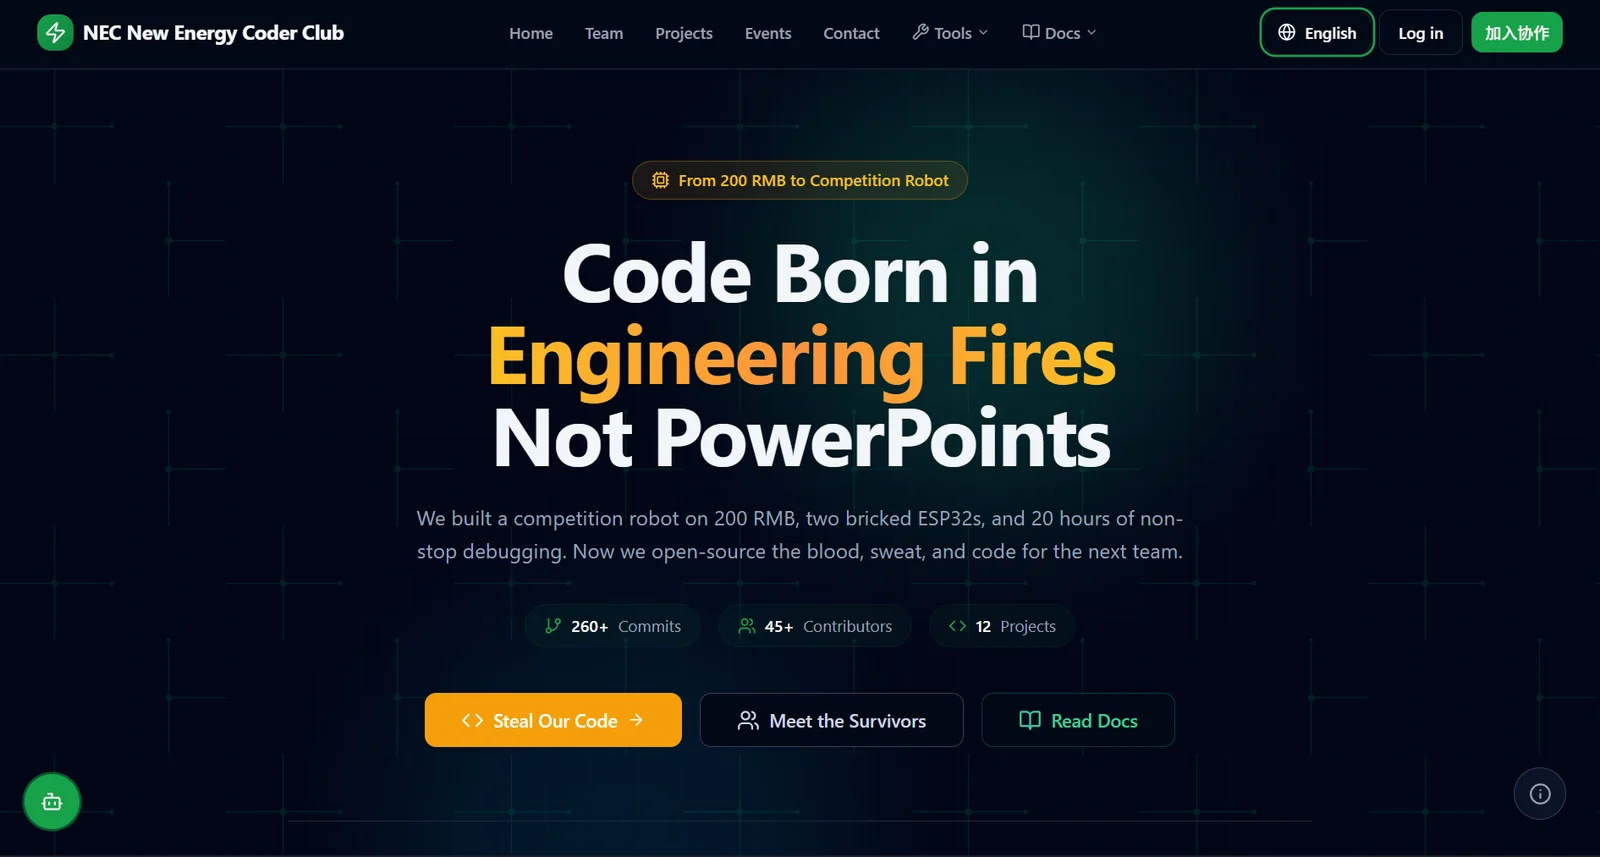 NEC New Energy Coder Club
Home
Team
Projects
Events
Contact
Tools
Docs
English
Log in
加入协作
From 200 RMB to Competition Robot
Code Born in
Engineering Fires
Not PowerPoints
We built a competition robot on 200 RMB, two bricked ESP32s, and 20 hours of non-
stop debugging. Now we open-source the blood, sweat, and code for the next team.
260+ Commits
45+ Contributors
12 Projects
Steal Our Code
Meet the Survivors
Read Docs